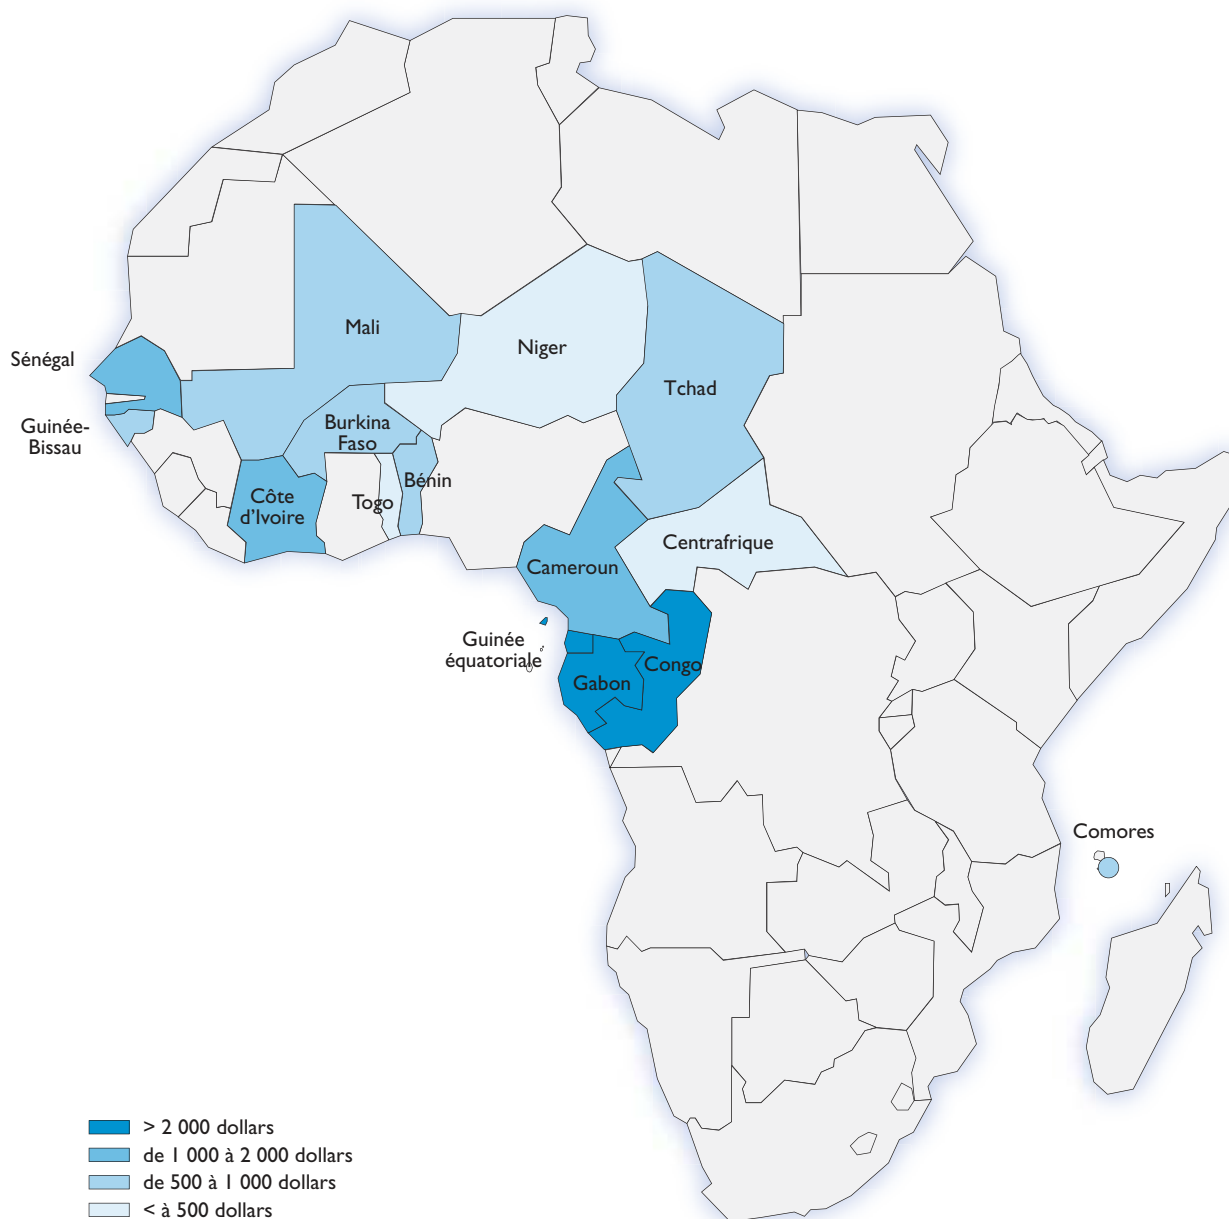 Mali
Niger
Sénégal
Tchad
Guinée-
Bissau
Burkina
Faso
Bénin
Togo
Côte
d'Ivoire
Centrafrique
Cameroun
Guinée
équatoriale
Congo
Gabon
Comores
> 2 000 dollars
de 1 000 à 2 000 dollars
de 500 à 1 000 dollars
< à 500 dollars